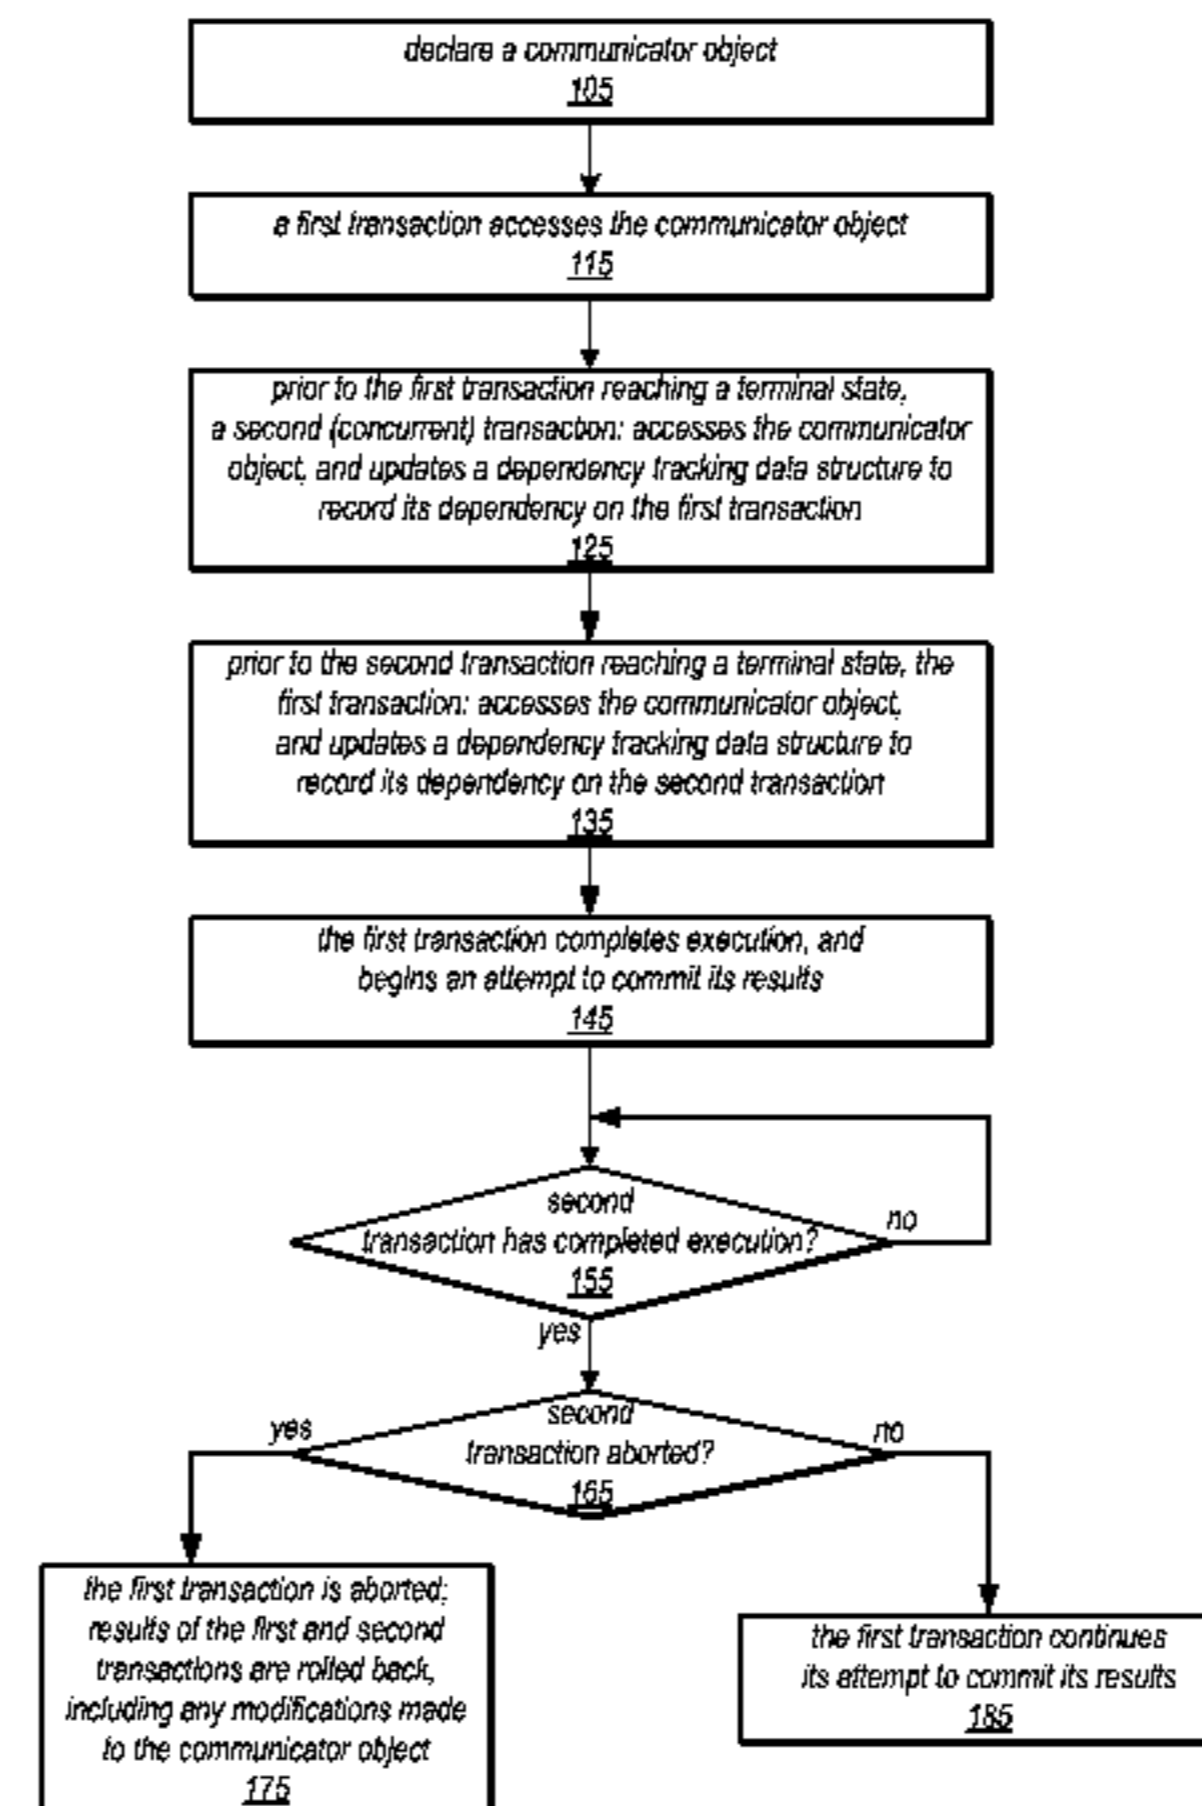 declare a communicator object
105
a first transaction accesses the communicator object
115
prior to the first transaction reaching a terminal state,
a second (concurrent) transaction: accesses the communicator
object, and updates a dependency tracking data structure to
record its dependency on the first transaction
125
prior to the second transaction reaching a terminal state, the
first transaction: accesses the communicator object,
and updates a dependency tracking data structure to
record its dependency on the second transaction
135
the first transaction completes execution, and
begins an attempt to commit its results
145
second
transaction has completed execution?
155
no
yes
second
transaction aborted?
165
yes
no
the first transaction is aborted;
results of the first and second
transactions are rolled back,
including any modifications made
to the communicator object
175
the first transaction continues
its attempt to commit its results
185